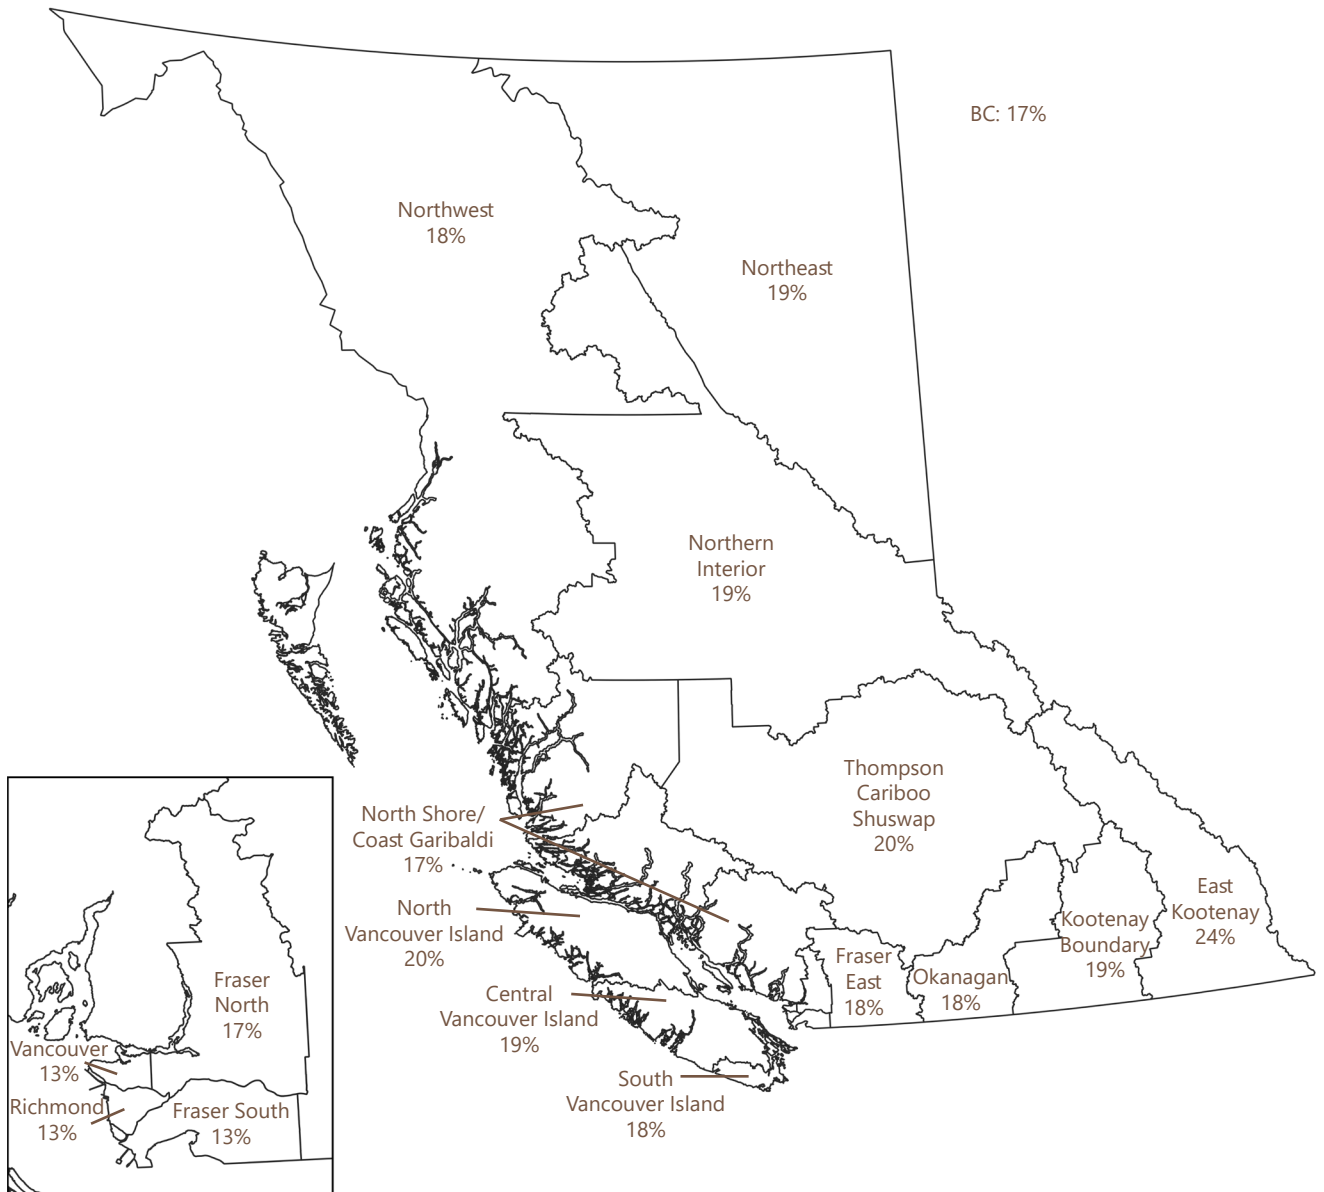 BC: 17%
Northwest
18%
Northeast
19%
Northern
Interior
19%
Thompson
Cariboo
Shuswap
20%
North Shore/
Coast Garibaldi
17%
North
Vancouver Island
20%
Central
Vancouver Island
19%
South
Vancouver Island
18%
Fraser
East
18%
Okanagan
18%
Kootenay
Boundary
19%
East
Kootenay
24%
Fraser
North
17%
Vancouver
13%
Richmond
13%
Fraser South
13%